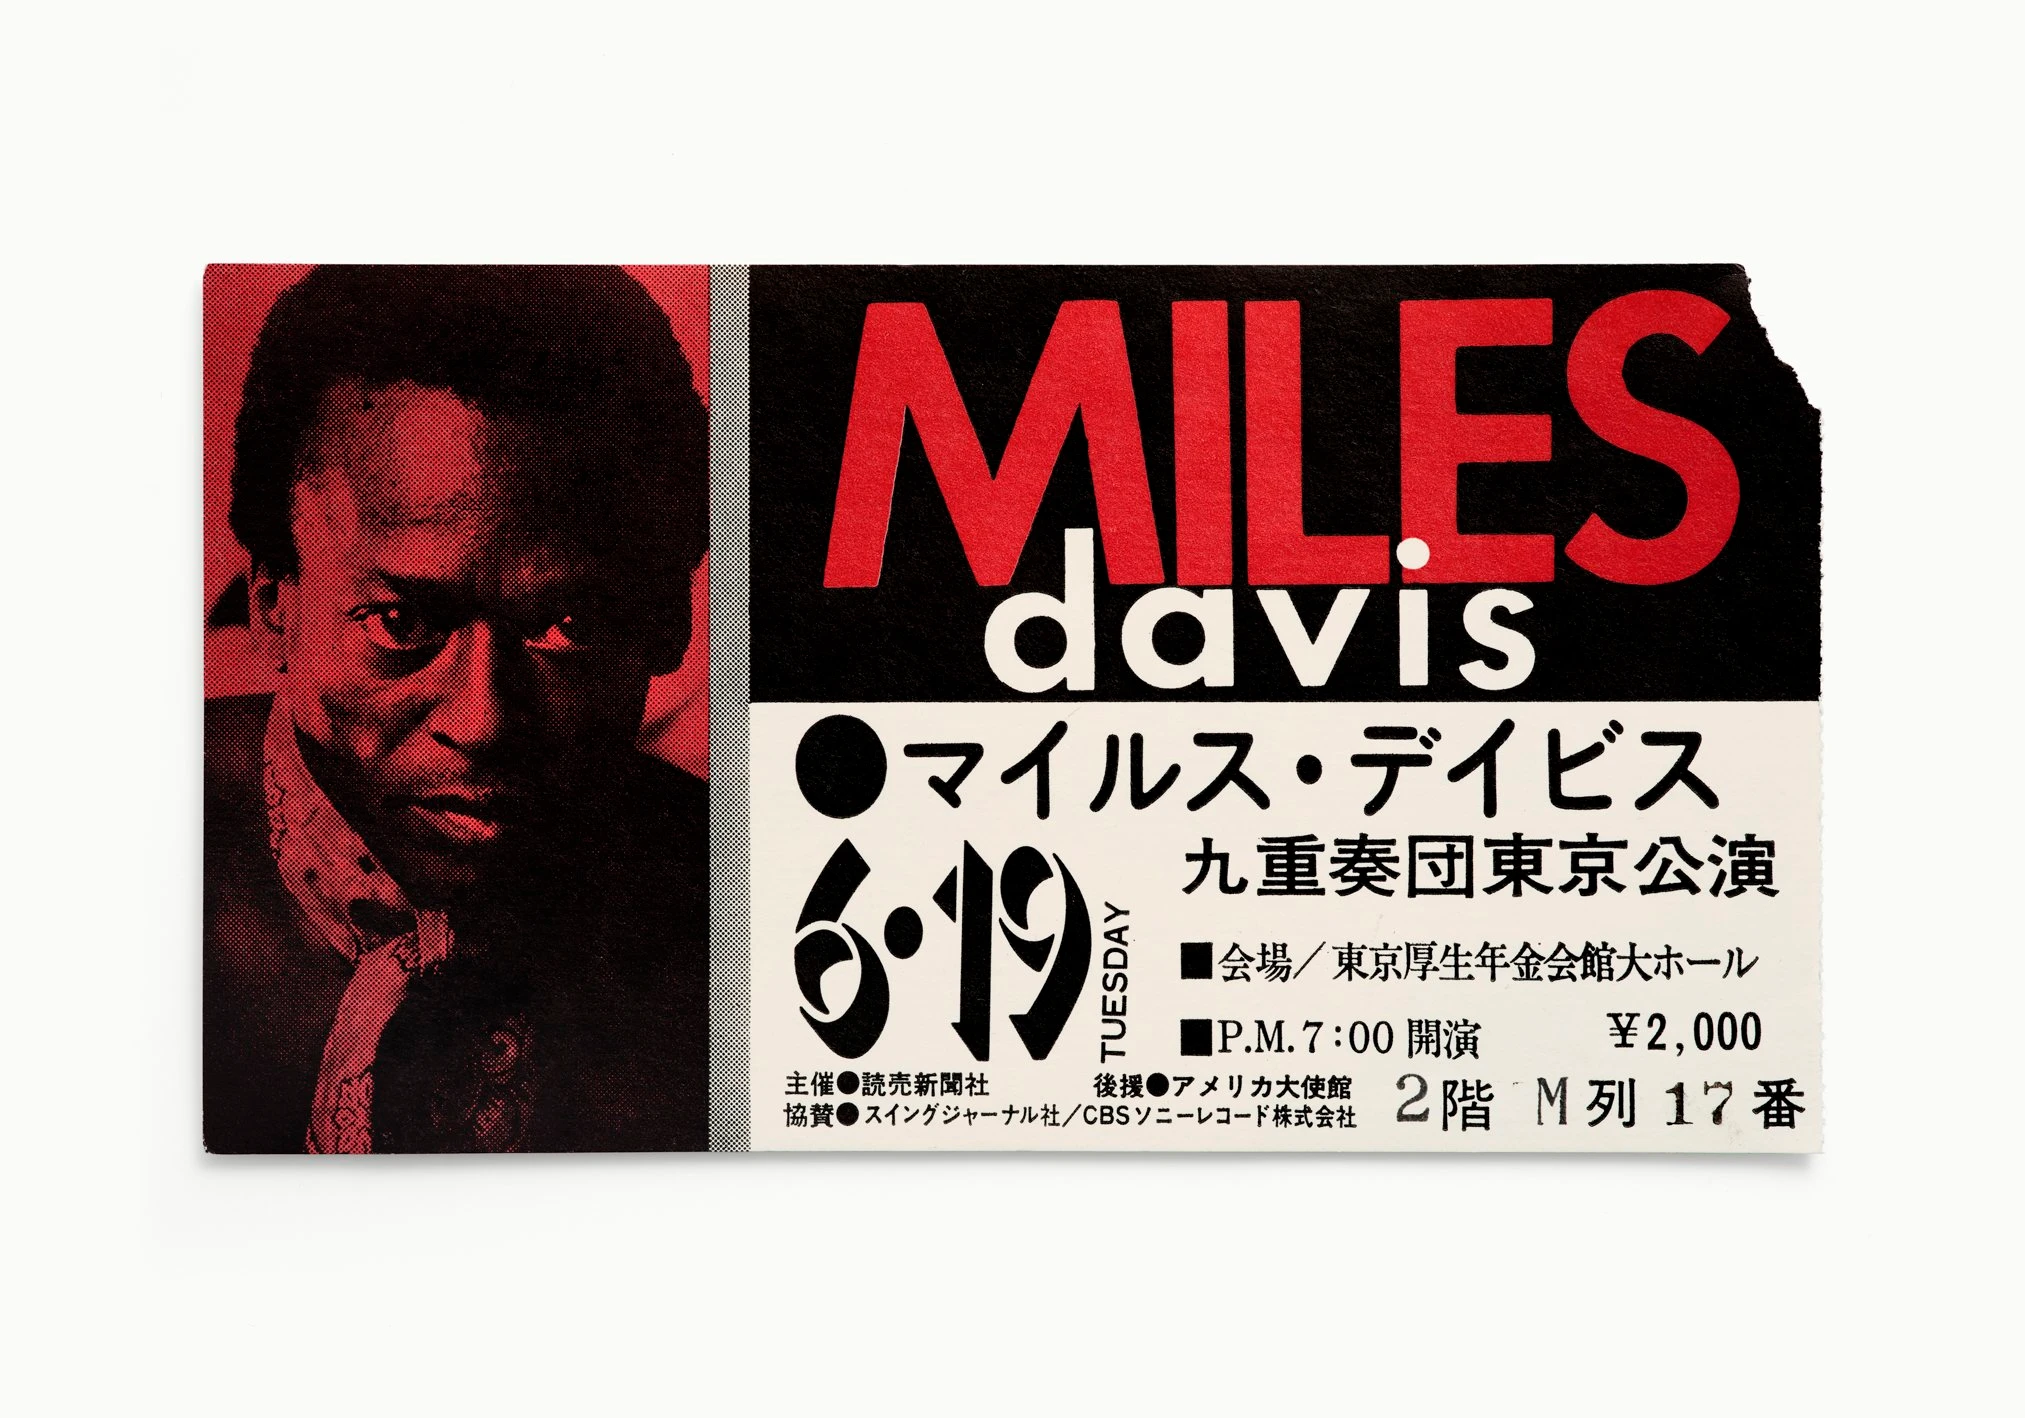 MILES
davis
●マイルス・デイビス
九重奏団東京公演
6・19
TUESDAY
■会場／東京厚生年金会館大ホール
■P.M.7:00 開演
¥2,000
主催●読売新聞社
後援●アメリカ大使館
協賛●スイングジャーナル社／CBSソニーレコード株式会社
2階 M列 17番